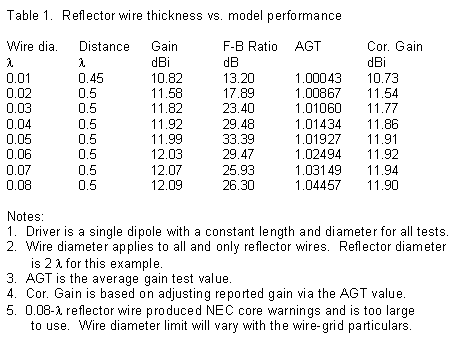 Table 1.  Reflector wire thickness vs. model performance
Wire dia. Distance Gain F-B Ratio AGT Cor. Gain
λ λ dBi dB dBi
0.01 0.45 10.82 13.20 1.00043 10.73
0.02 0.5 11.58 17.89 1.00867 11.54
0.03 0.5 11.82 23.40 1.01060 11.77
0.04 0.5 11.92 29.48 1.01434 11.86
0.05 0.5 11.99 33.39 1.01927 11.91
0.06 0.5 12.03 29.47 1.02494 11.92
0.07 0.5 12.07 25.93 1.03149 11.94
0.08 0.5 12.09 26.30 1.04457 11.90
Notes:
1.  Driver is a single dipole with a constant length and diameter for all tests.
2.  Wire diameter applies to all and only reflector wires.  Reflector diameter
is 2 λ for this example.
3.  AGT is the average gain test value.
4.  Cor. Gain is based on adjusting reported gain via the AGT value.
5.  0.08-λ reflector wire produced NEC core warnings and is too large
to use.  Wire diameter limit will vary with the wire-grid particulars.